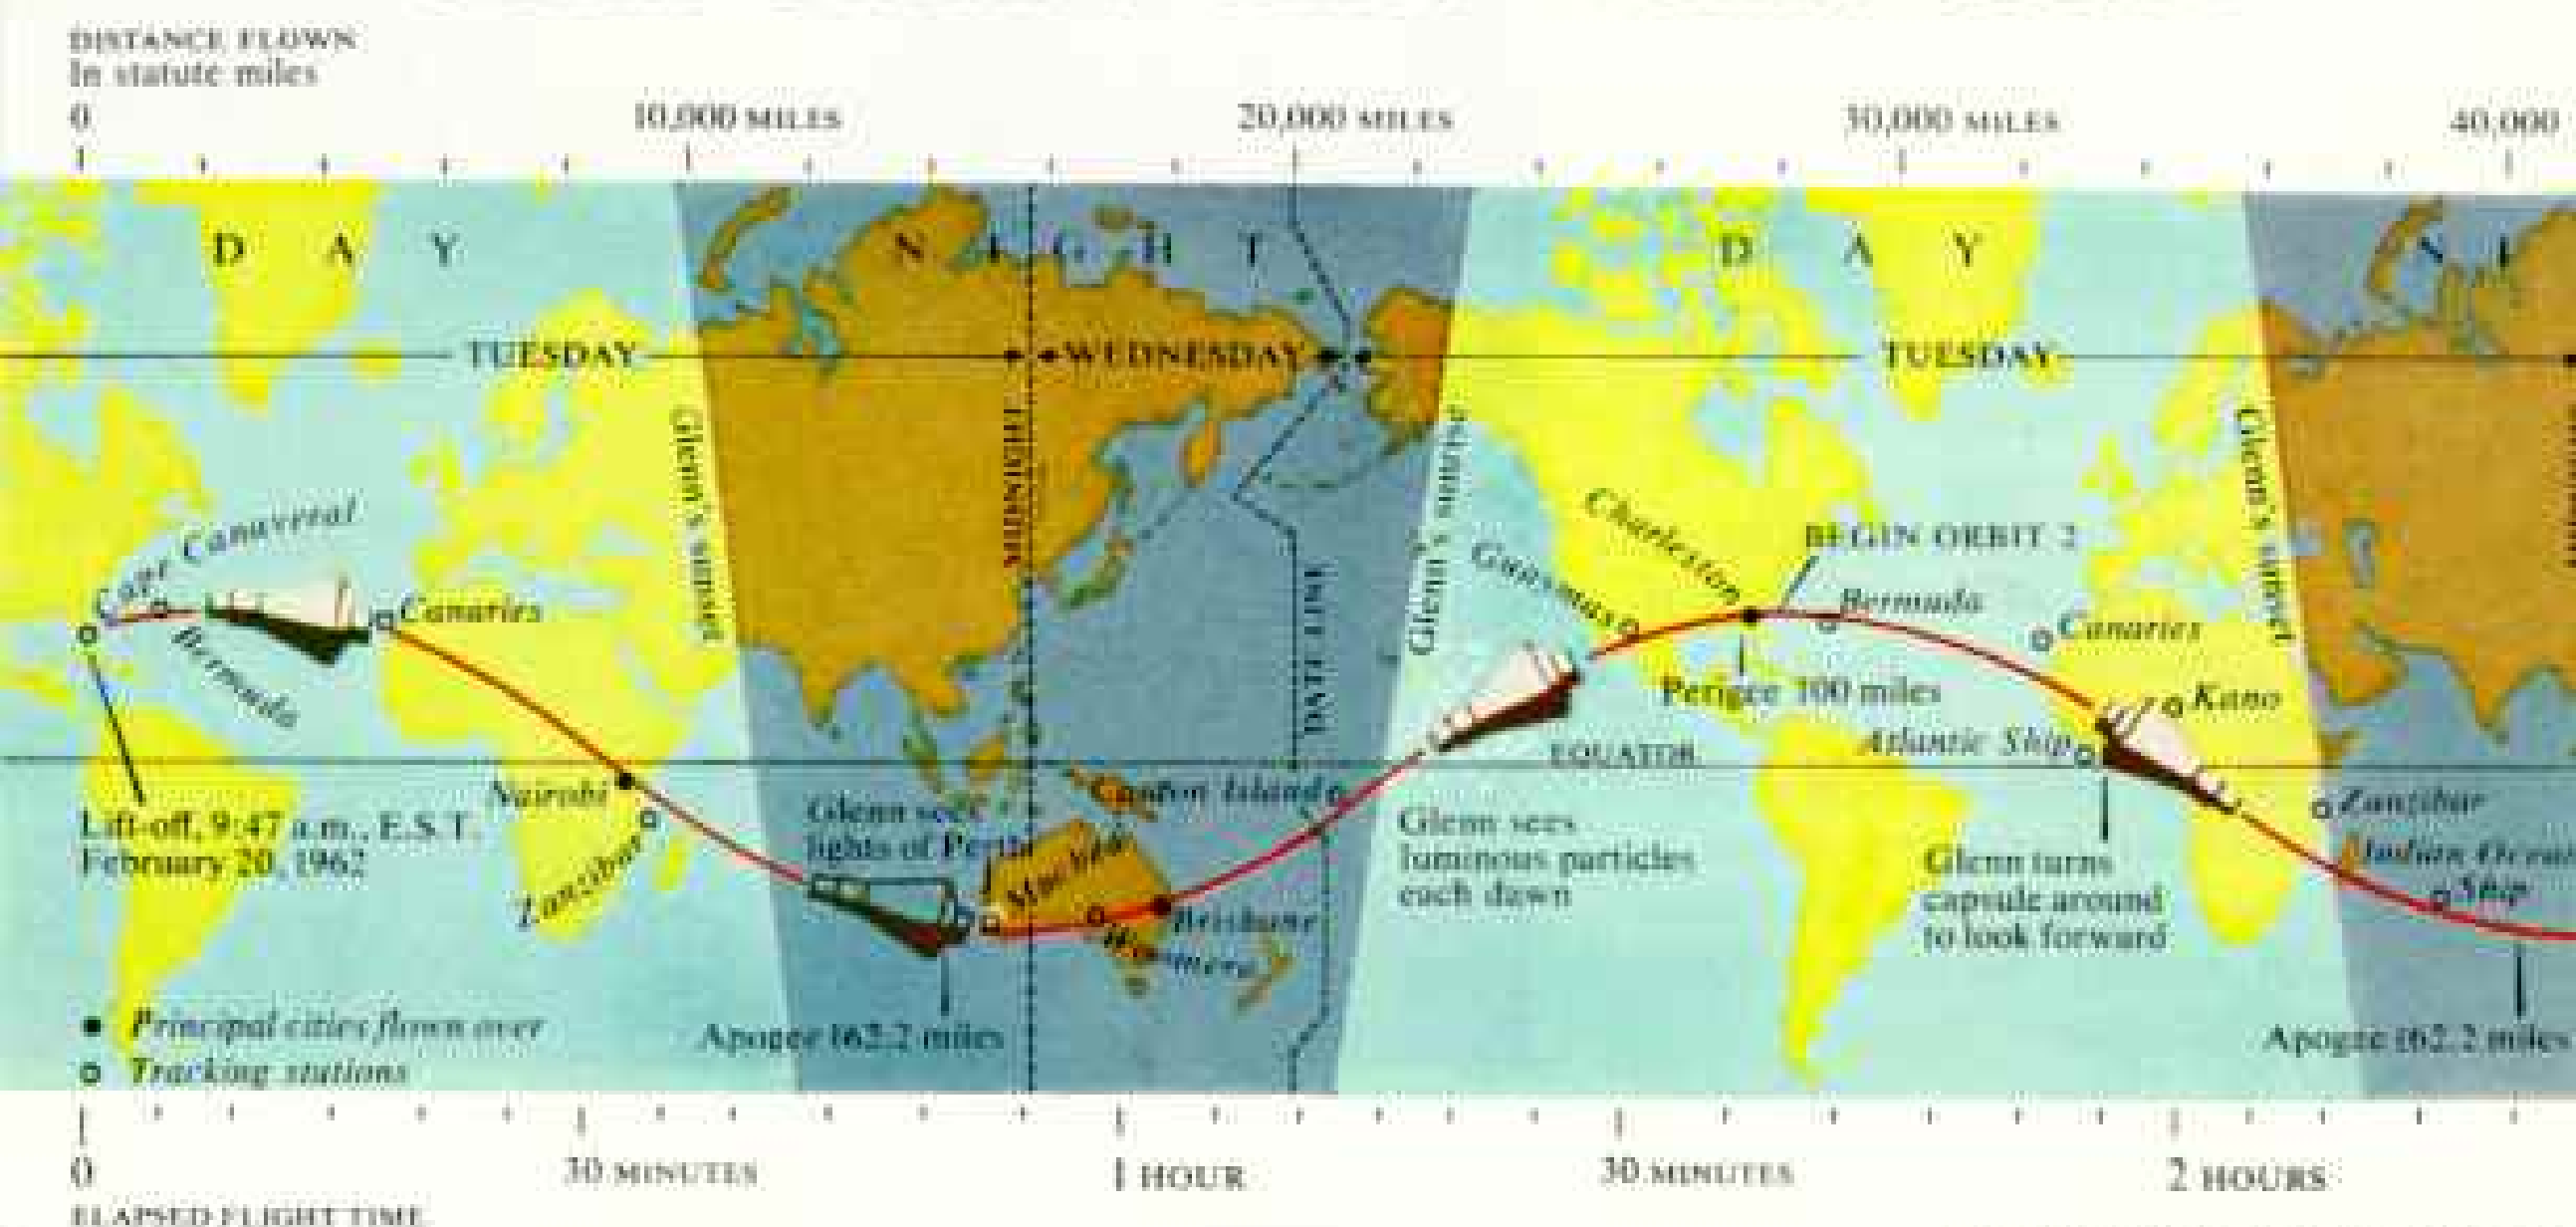 DISTANCE FLOWN
In statute miles
0
10,000 MILES
20,000 MILES
30,000 MILES
40,000
D A Y
N I G H T
D A Y
N I
TUESDAY
WEDNESDAY
TUESDAY
Glenn's sunset
MIDNIGHT
DATE LINE
Glenn's sunrise
Glenn's sunset
Cape Canaveral
Bermuda
Canaries
Guaymas
Charleston
BEGIN ORBIT 2
Bermuda
Canaries
Perigee 100 miles
Kano
EQUATOR
Atlantic Ship
Nairobi
Zanzibar
Lift-off, 9:47 a.m., E.S.T.
February 20, 1962
Glenn sees
lights of Perth
Muchea
Canton Island
Woomera
Brisbane
Glenn sees
luminous particles
each dawn
Glenn turns
capsule around
to look forward
Zanzibar
Indian Ocean
Ship
Apogee 162.2 miles
Apogee 162.2 miles
Principal cities flown over
Tracking stations
0
30 MINUTES
1 HOUR
30 MINUTES
2 HOURS
ELAPSED FLIGHT TIME